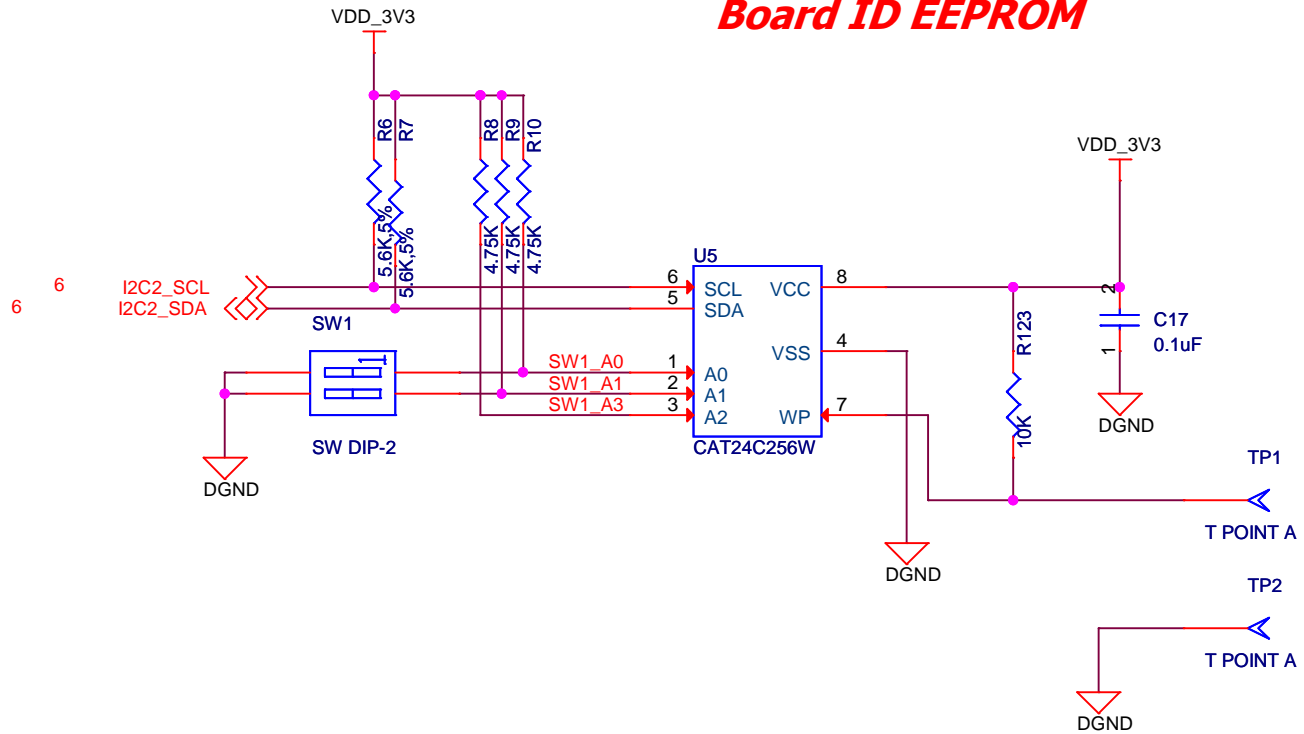 Board ID EEPROM
VDD_3V3
R6
R7
R8
R9
R10
5.6K,5%
5.6K,5%
4.75K
4.75K
4.75K
VDD_3V3
6
I2C2_SCL
6
I2C2_SDA
SW1
1
SW DIP-2
DGND
SW1_A0
SW1_A1
SW1_A3
U5
6
5
1
2
3
SCL
SDA
A0
A1
A2
VCC
VSS
WP
8
4
7
CAT24C256W
R123
10K
2
1
C17
0.1uF
DGND
DGND
TP1
T POINT A
TP2
T POINT A
DGND